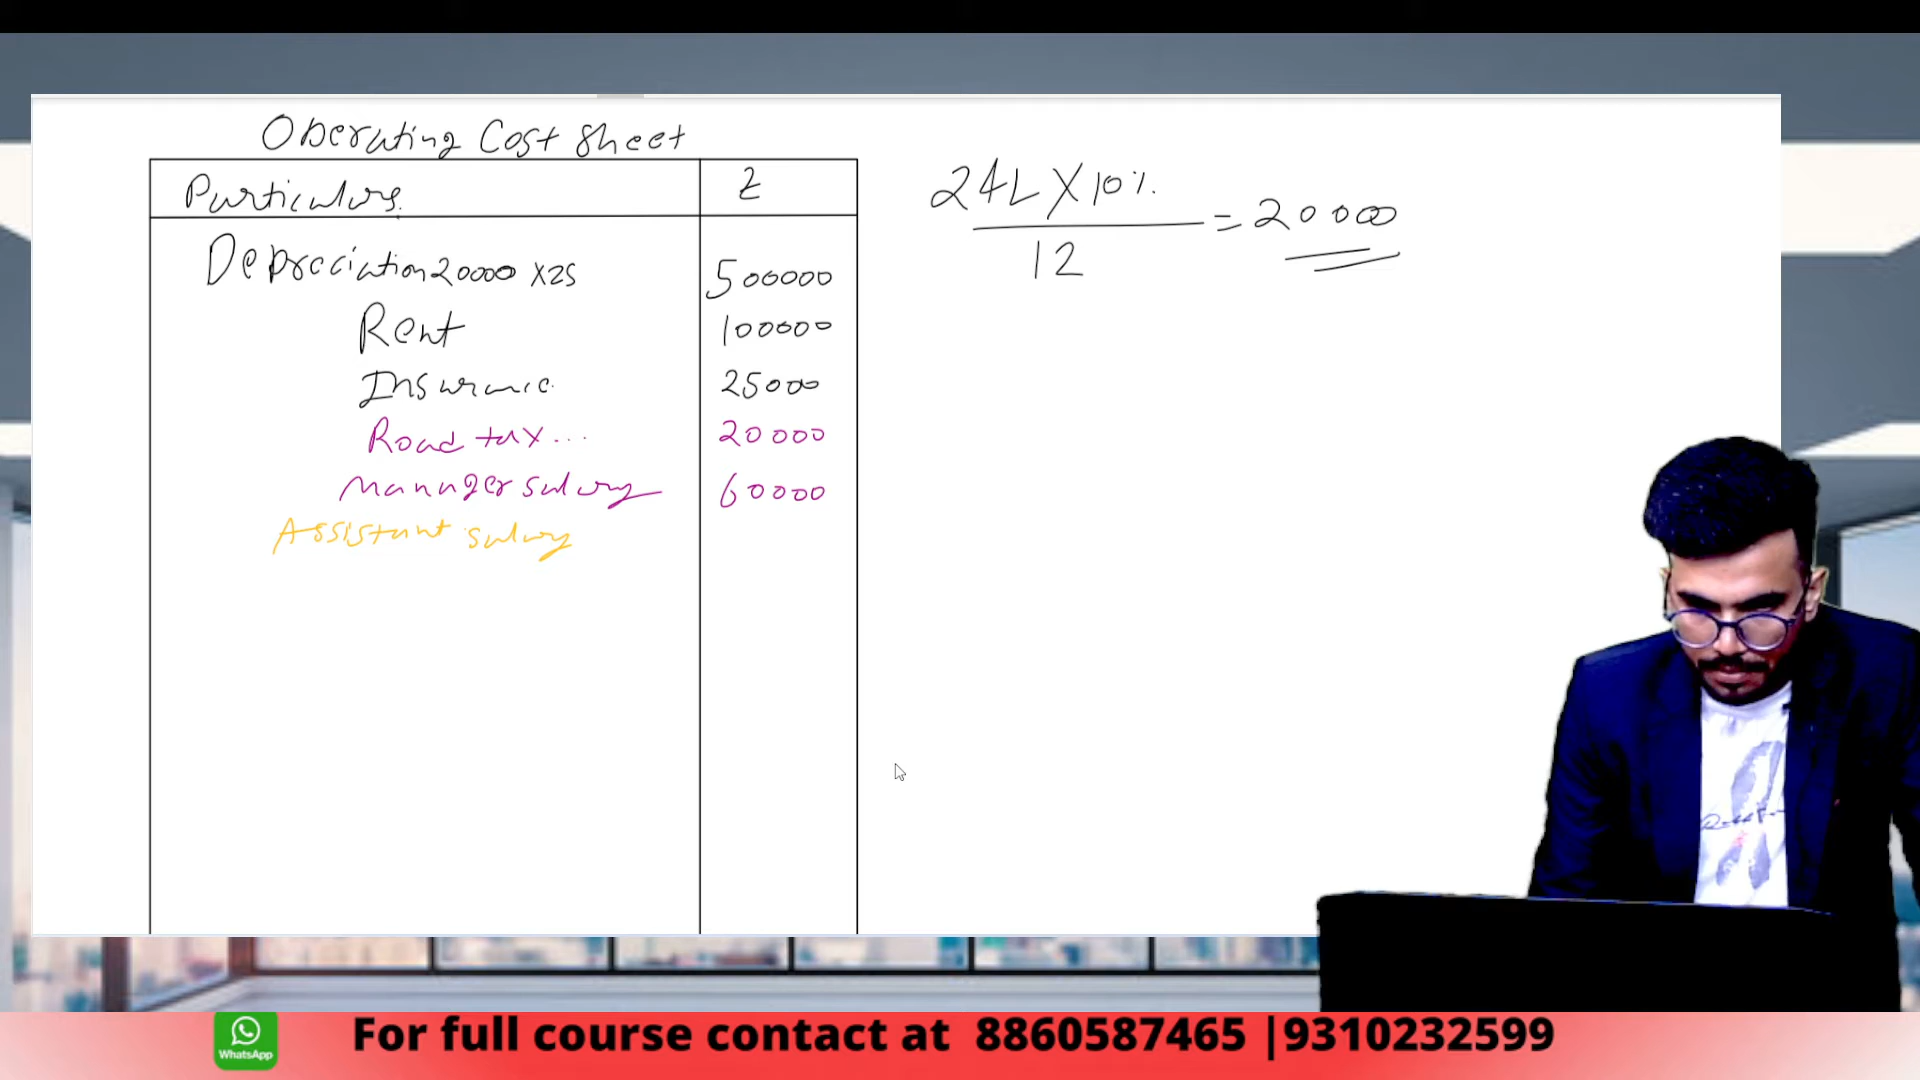 Operating Cost Sheet
Particulars. ₹
Depreciation 20000 X25 500000
Rent 100000
Insurance 25000
Road tax... 20000
Manager salary 60000
Assistant salary
24L X 10%
12
= 20000
WhatsApp
For full course contact at 8860587465 | 9310232599